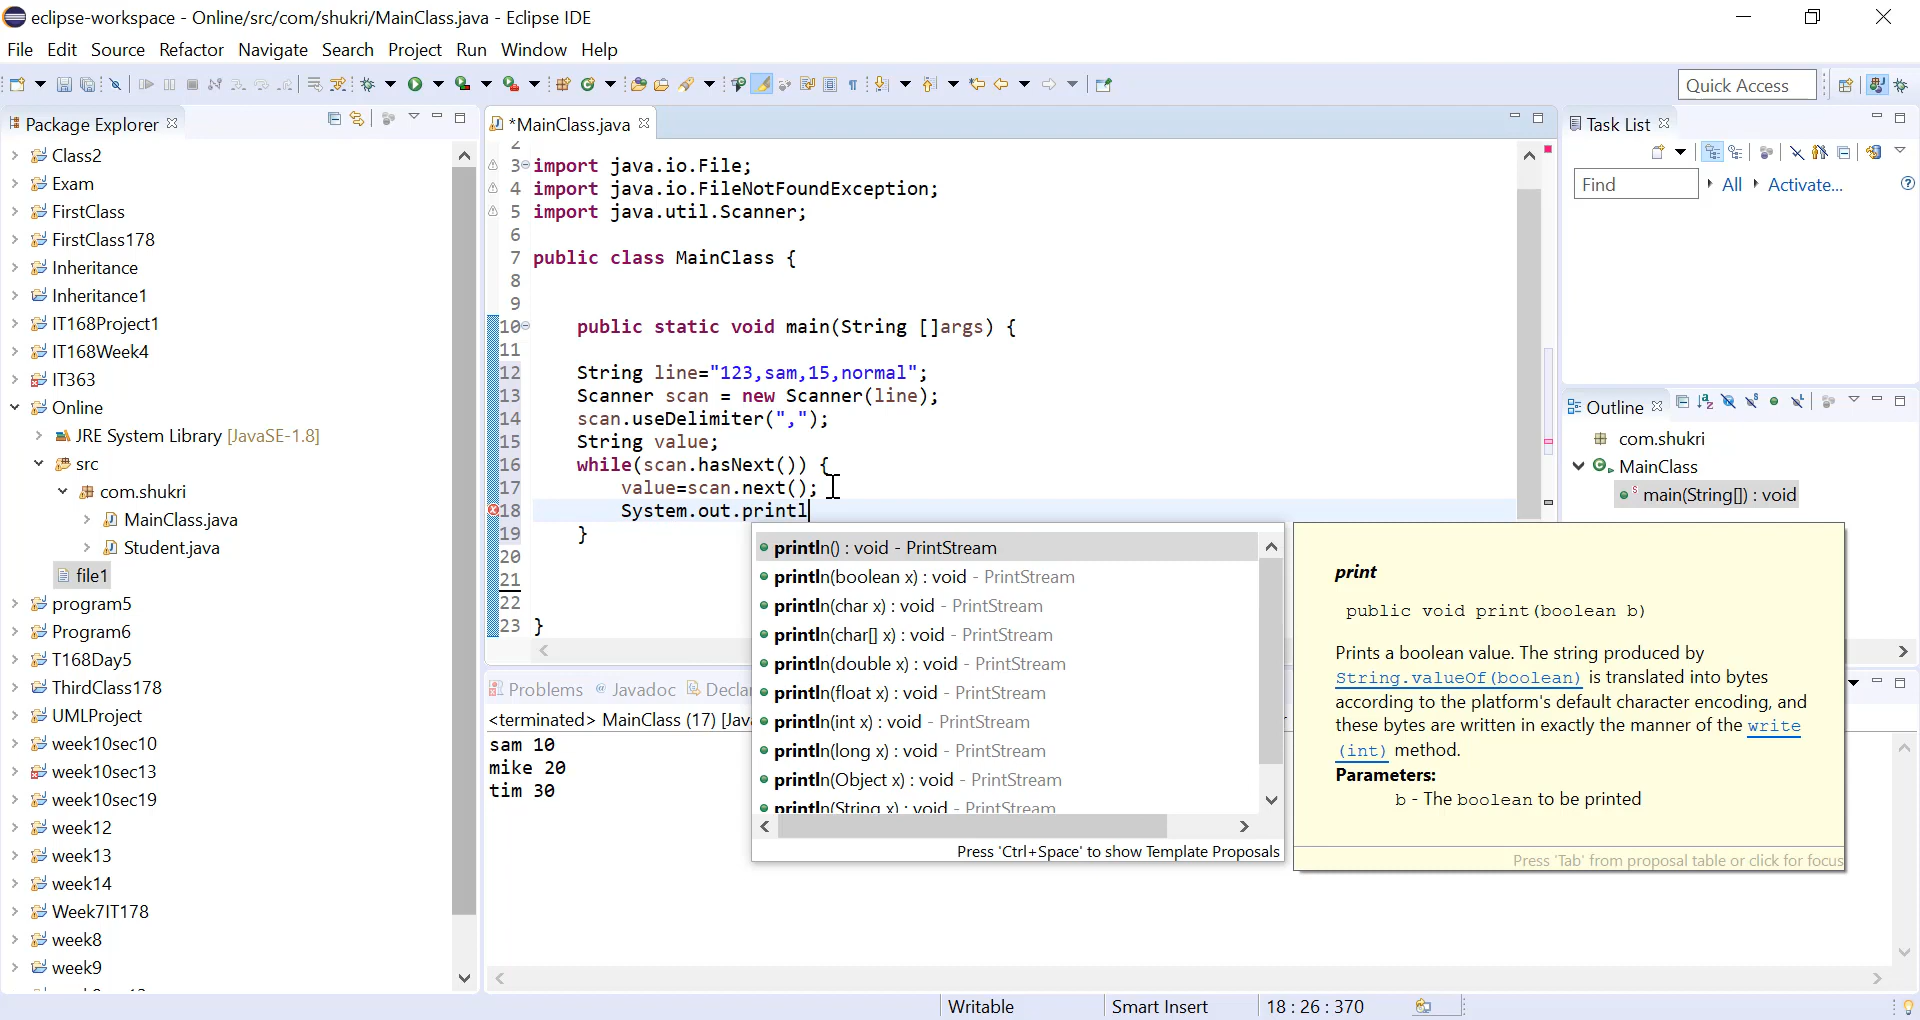 eclipse-workspace - Online/src/com/shukri/MainClass.java - Eclipse IDE
File Edit Source Refactor Navigate Search Project Run Window Help
Quick Access
Package Explorer
Class2
Exam
FirstClass
FirstClass178
Inheritance
Inheritance1
IT168Project1
IT168Week4
IT363
Online
JRE System Library [JavaSE-1.8]
src
com.shukri
MainClass.java
Student.java
file1
program5
Program6
T168Day5
ThirdClass178
UMLProject
week10sec10
week10sec13
week10sec19
week12
week13
week14
Week7IT178
week8
week9
*MainClass.java
2
3 import java.io.File;
4 import java.io.FileNotFoundException;
5 import java.util.Scanner;
6
7 public class MainClass {
8
9
10 public static void main(String []args) {
11
12 String line="123,sam,15,normal";
13 Scanner scan = new Scanner(line);
14 scan.useDelimiter(",");
15 String value;
16 while(scan.hasNext()) {
17 value=scan.next();
18 System.out.printl
19 }
20
21
22
23 }
println() : void - PrintStream
println(boolean x) : void - PrintStream
println(char x) : void - PrintStream
println(char[] x) : void - PrintStream
println(double x) : void - PrintStream
println(float x) : void - PrintStream
println(int x) : void - PrintStream
println(long x) : void - PrintStream
println(Object x) : void - PrintStream
println(String x) : void - PrintStream
Press 'Ctrl+Space' to show Template Proposals
print
public void print(boolean b)
Prints a boolean value. The string produced by
String.valueOf(boolean) is translated into bytes
according to the platform's default character encoding, and
these bytes are written in exactly the manner of the write
(int) method.
Parameters:
b - The boolean to be printed
Press 'Tab' from proposal table or click for focus
Task List
Find All Activate...
Outline
com.shukri
MainClass
main(String[]) : void
Problems @ Javadoc Declar
<terminated> MainClass (17) [Java
sam 10
mike 20
tim 30
Writable Smart Insert 18 : 26 : 370